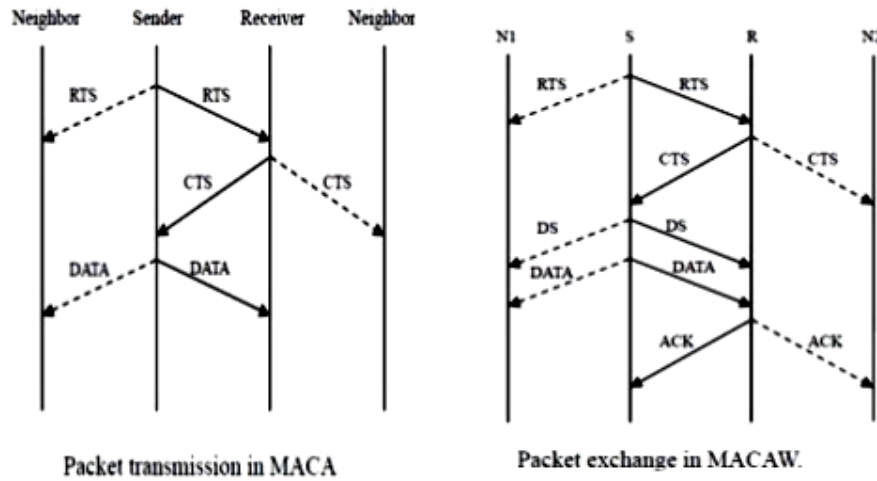 Neighbor Sender Receiver Neighbor
RTS RTS
CTS CTS
DATA DATA
Packet transmission in MACA
N1 S R N2
RTS RTS
CTS CTS
DS DS
DATA DATA
ACK ACK
Packet exchange in MACAW.